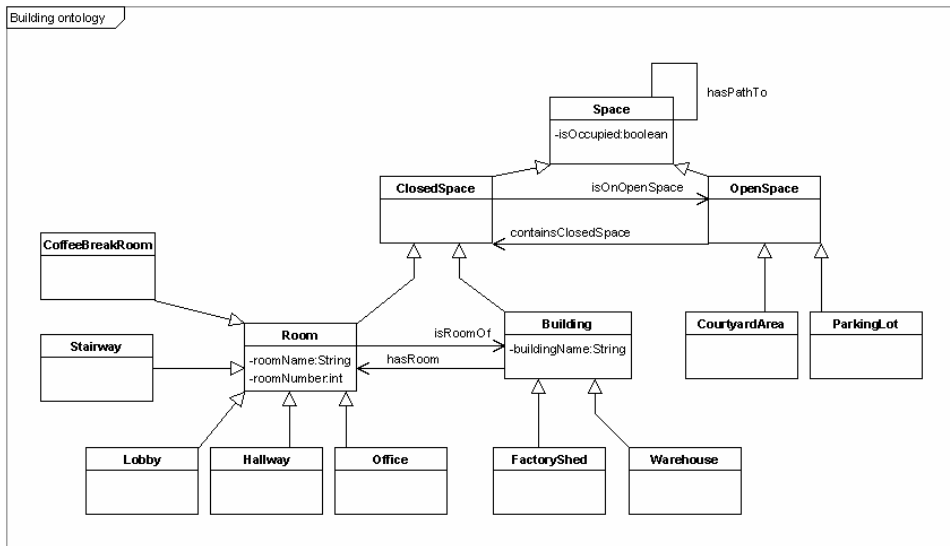 Building ontology
hasPathTo
Space
-isOccupied:boolean
ClosedSpace
isOnOpenSpace
OpenSpace
containsClosedSpace
CoffeeBreakRoom
Room
-roomName:String
-roomNumber:int
isRoomOf
hasRoom
Building
-buildingName:String
CourtyardArea
ParkingLot
Stairway
Lobby
Hallway
Office
FactoryShed
Warehouse